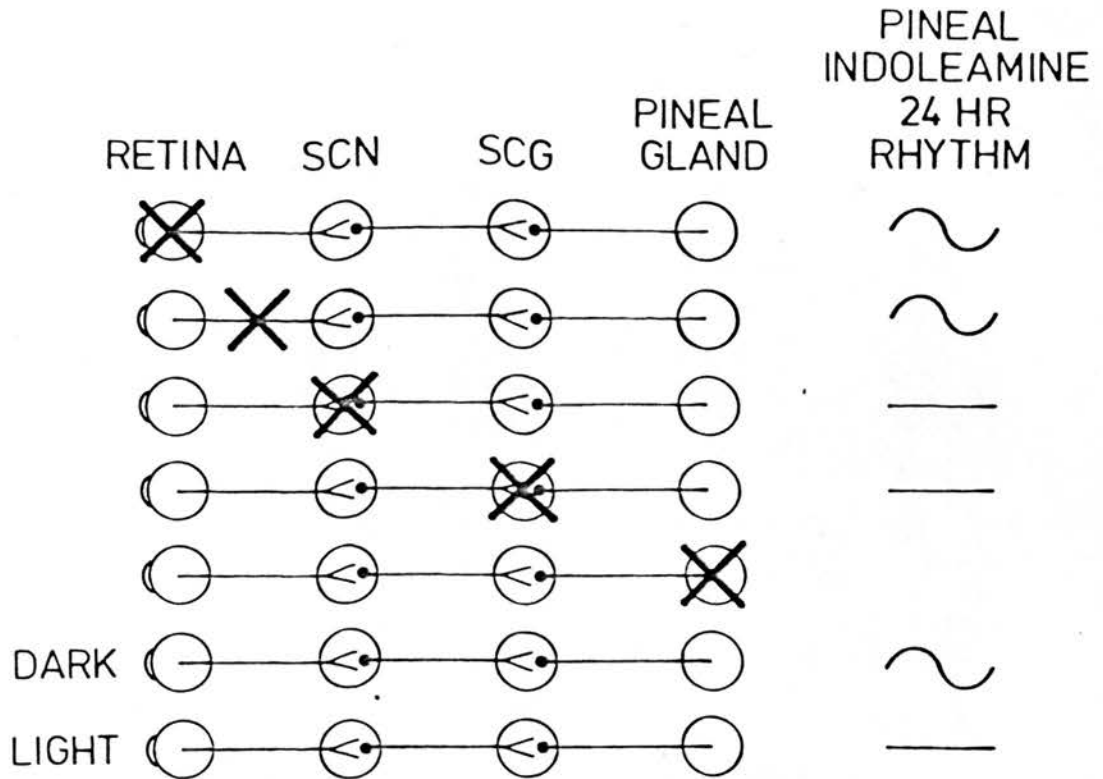 PINEAL
INDOLEAMINE
24 HR
RHYTHM
RETINA
SCN
SCG
PINEAL
GLAND
DARK
LIGHT